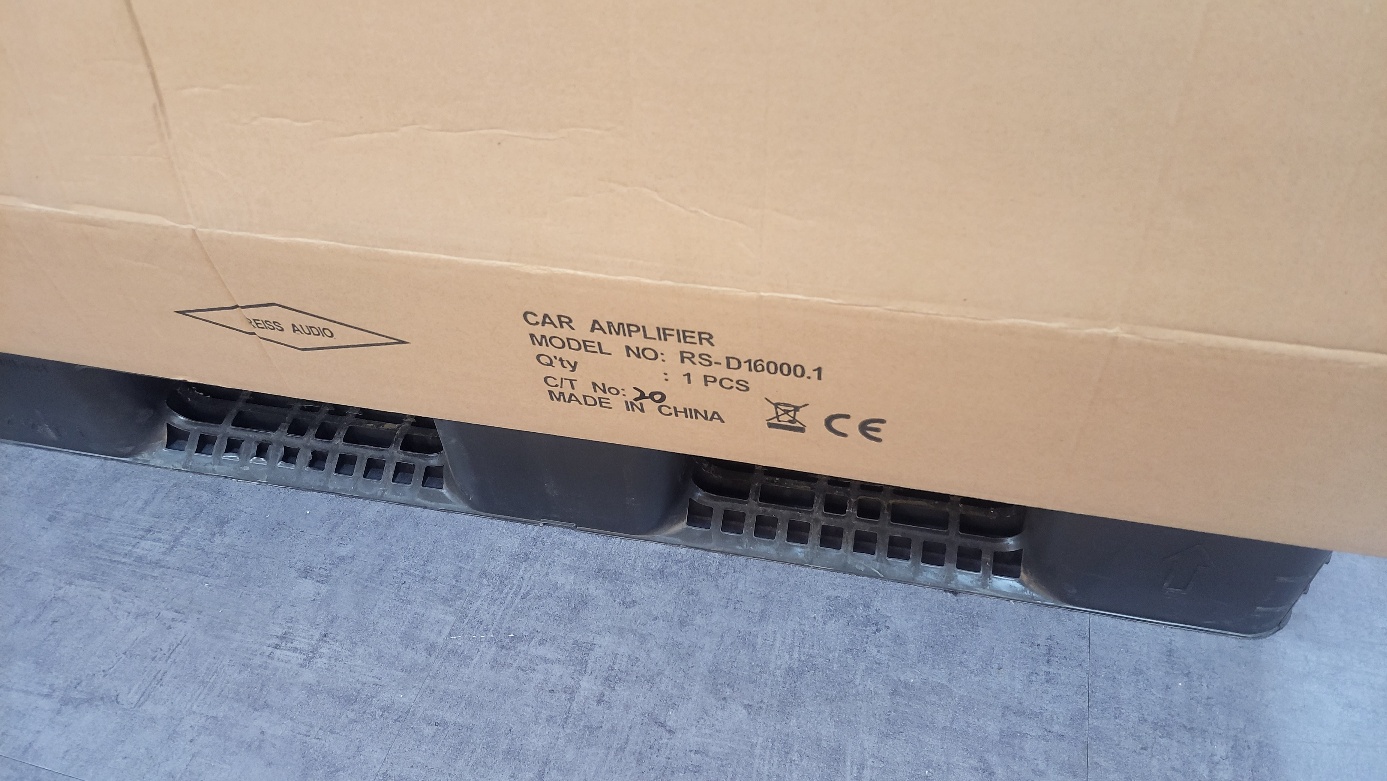 REISS AUDIO
CAR AMPLIFIER
MODEL NO: RS-D16000.1
Q'ty : 1 PCS
C/T No: 20
MADE IN CHINA
CE